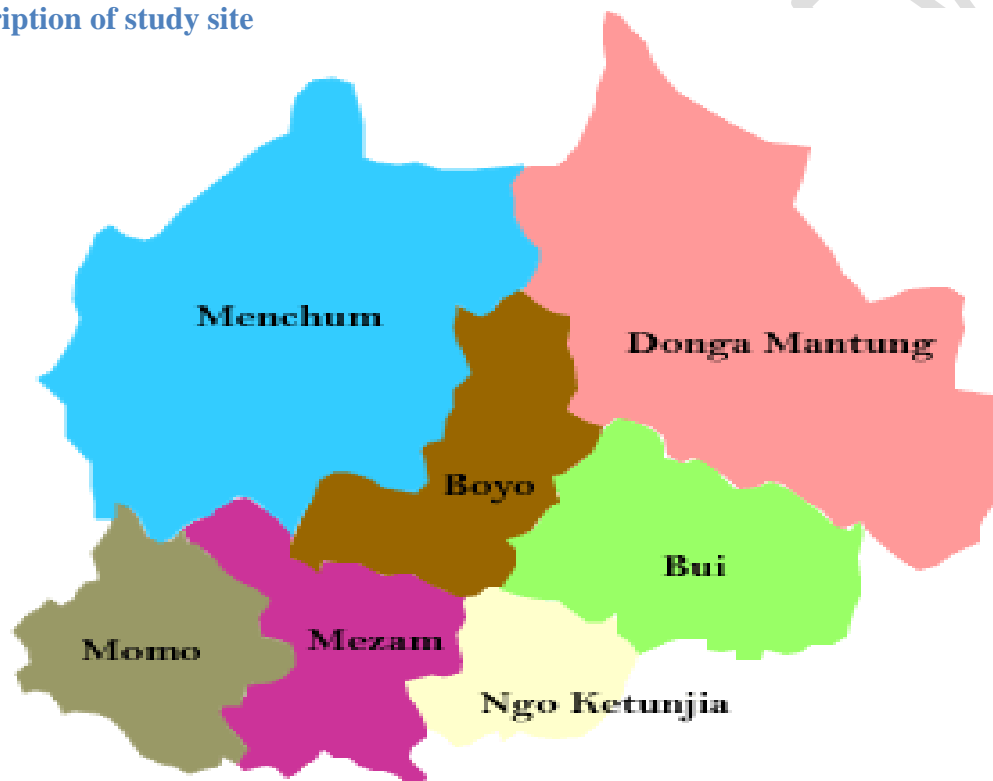 ription of study site
Menchum
Donga Mantung
Boyo
Bui
Momo
Mezam
Ngo Ketunjia